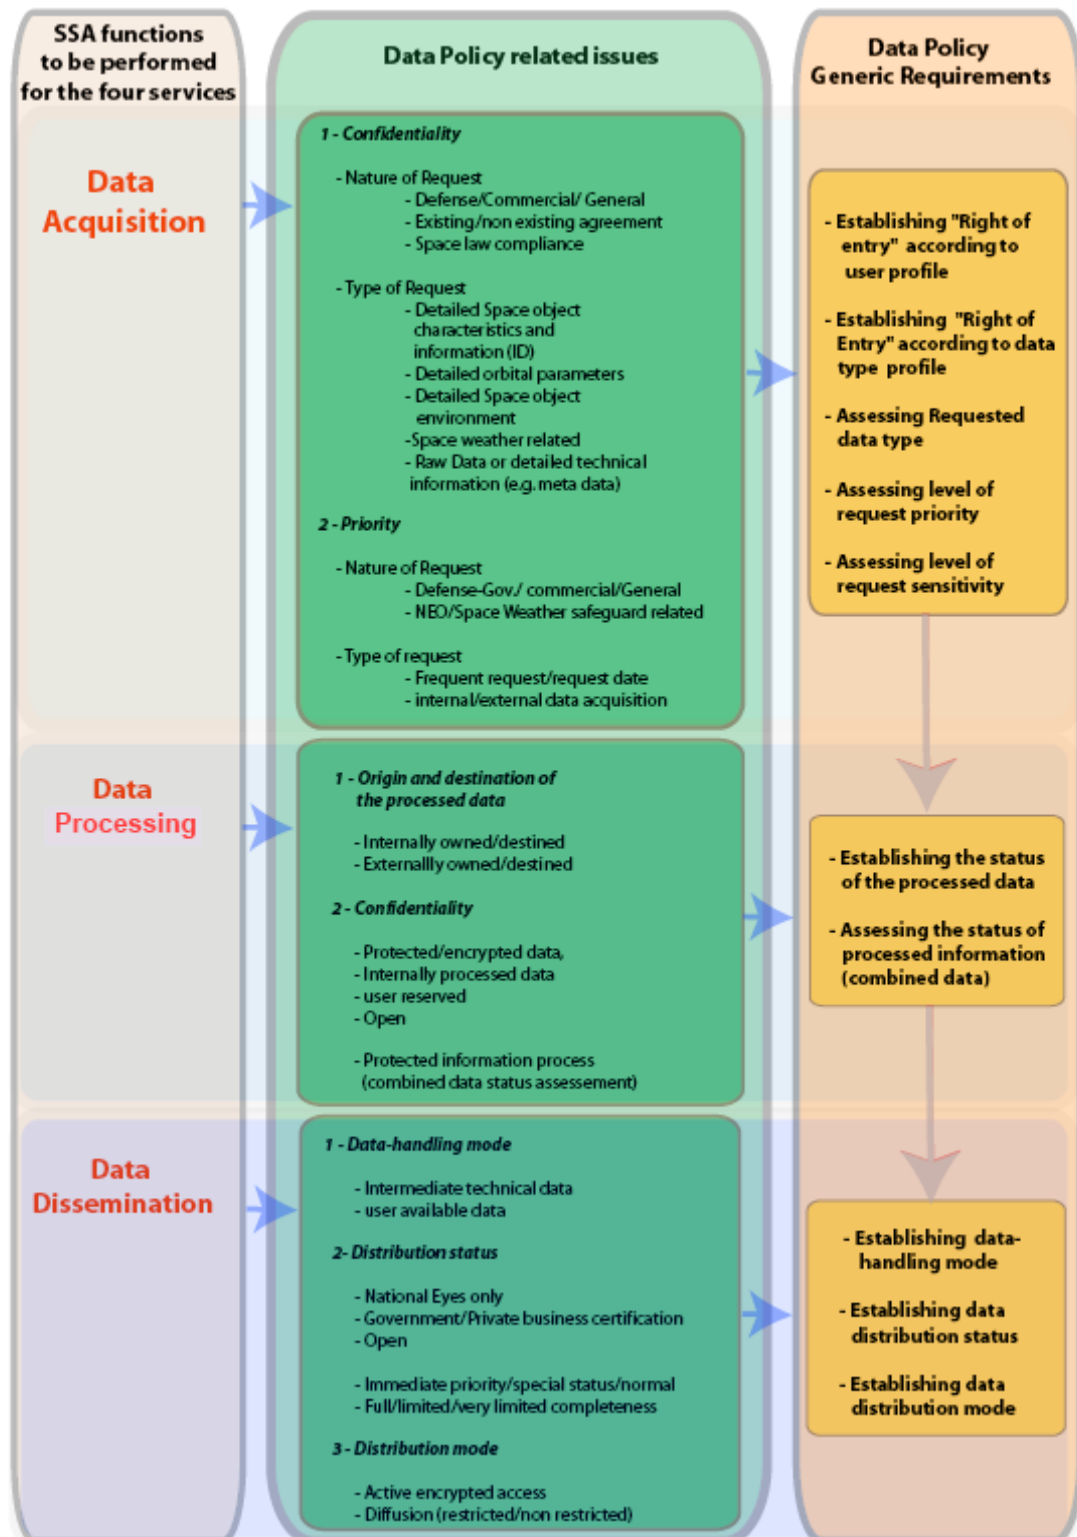 SSA functions
to be performed
for the four services
Data Policy related issues
Data Policy
Generic Requirements
Data
Acquisition
1 - Confidentiality
- Nature of Request
- Defense/Commercial/ General
- Existing/non existing agreement
- Space law compliance
- Type of Request
- Detailed Space object
characteristics and
information (ID)
- Detailed orbital parameters
- Detailed Space object
environment
-Space weather related
- Raw Data or detailed technical
information (e.g. meta data)
2 - Priority
- Nature of Request
- Defense-Gov./ commercial/General
- NEO/Space Weather safeguard related
- Type of request
- Frequent request/request date
- internal/external data acquisition
- Establishing "Right of
entry" according to
user profile
- Establishing "Right of
Entry" according to data
type profile
- Assessing Requested
data type
- Assessing level of
request priority
- Assessing level of
request sensitivity
Data
Processing
1 - Origin and destination of
the processed data
- Internally owned/destined
- Externallly owned/destined
2 - Confidentiality
- Protected/encrypted data,
- Internally processed data
- user reserved
- Open
- Protected information process
(combined data status assessement)
- Establishing the status
of the processed data
- Assessing the status of
processed information
(combined data)
Data
Dissemination
1 - Data-handling mode
- Intermediate technical data
- user available data
2- Distribution status
- National Eyes only
- Government/Private business certification
- Open
- Immediate priority/special status/normal
- Full/limited/very limited completeness
3 - Distribution mode
- Active encrypted access
- Diffusion (restricted/non restricted)
- Establishing data-
handling mode
- Establishing data
distribution status
- Establishing data
distribution mode